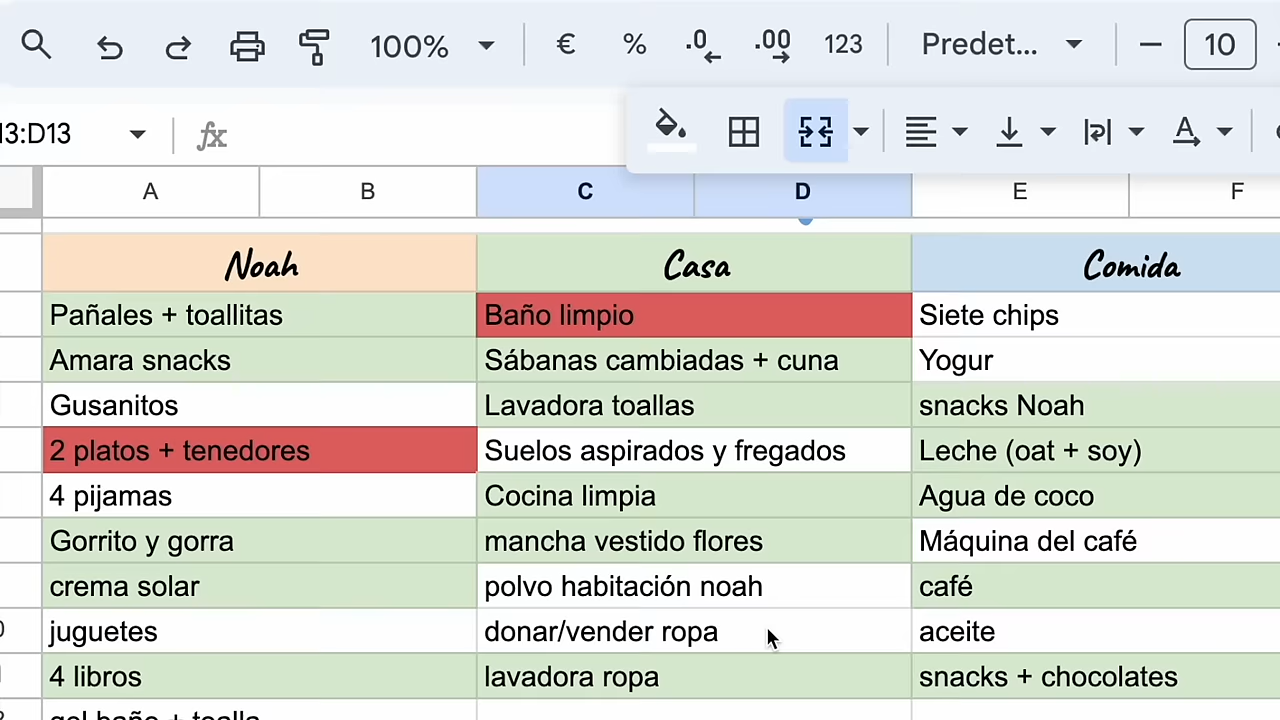 100% € % .0 .00 123 Predet... 10
3:D13 fx
A B C D E F
Noah Casa Comida
Pañales + toallitas Baño limpio Siete chips
Amara snacks Sábanas cambiadas + cuna Yogur
Gusanitos Lavadora toallas snacks Noah
2 platos + tenedores Suelos aspirados y fregados Leche (oat + soy)
4 pijamas Cocina limpia Agua de coco
Gorrito y gorra mancha vestido flores Máquina del café
crema solar polvo habitación noah café
juguetes donar/vender ropa aceite
4 libros lavadora ropa snacks + chocolates
gel baño + toalla